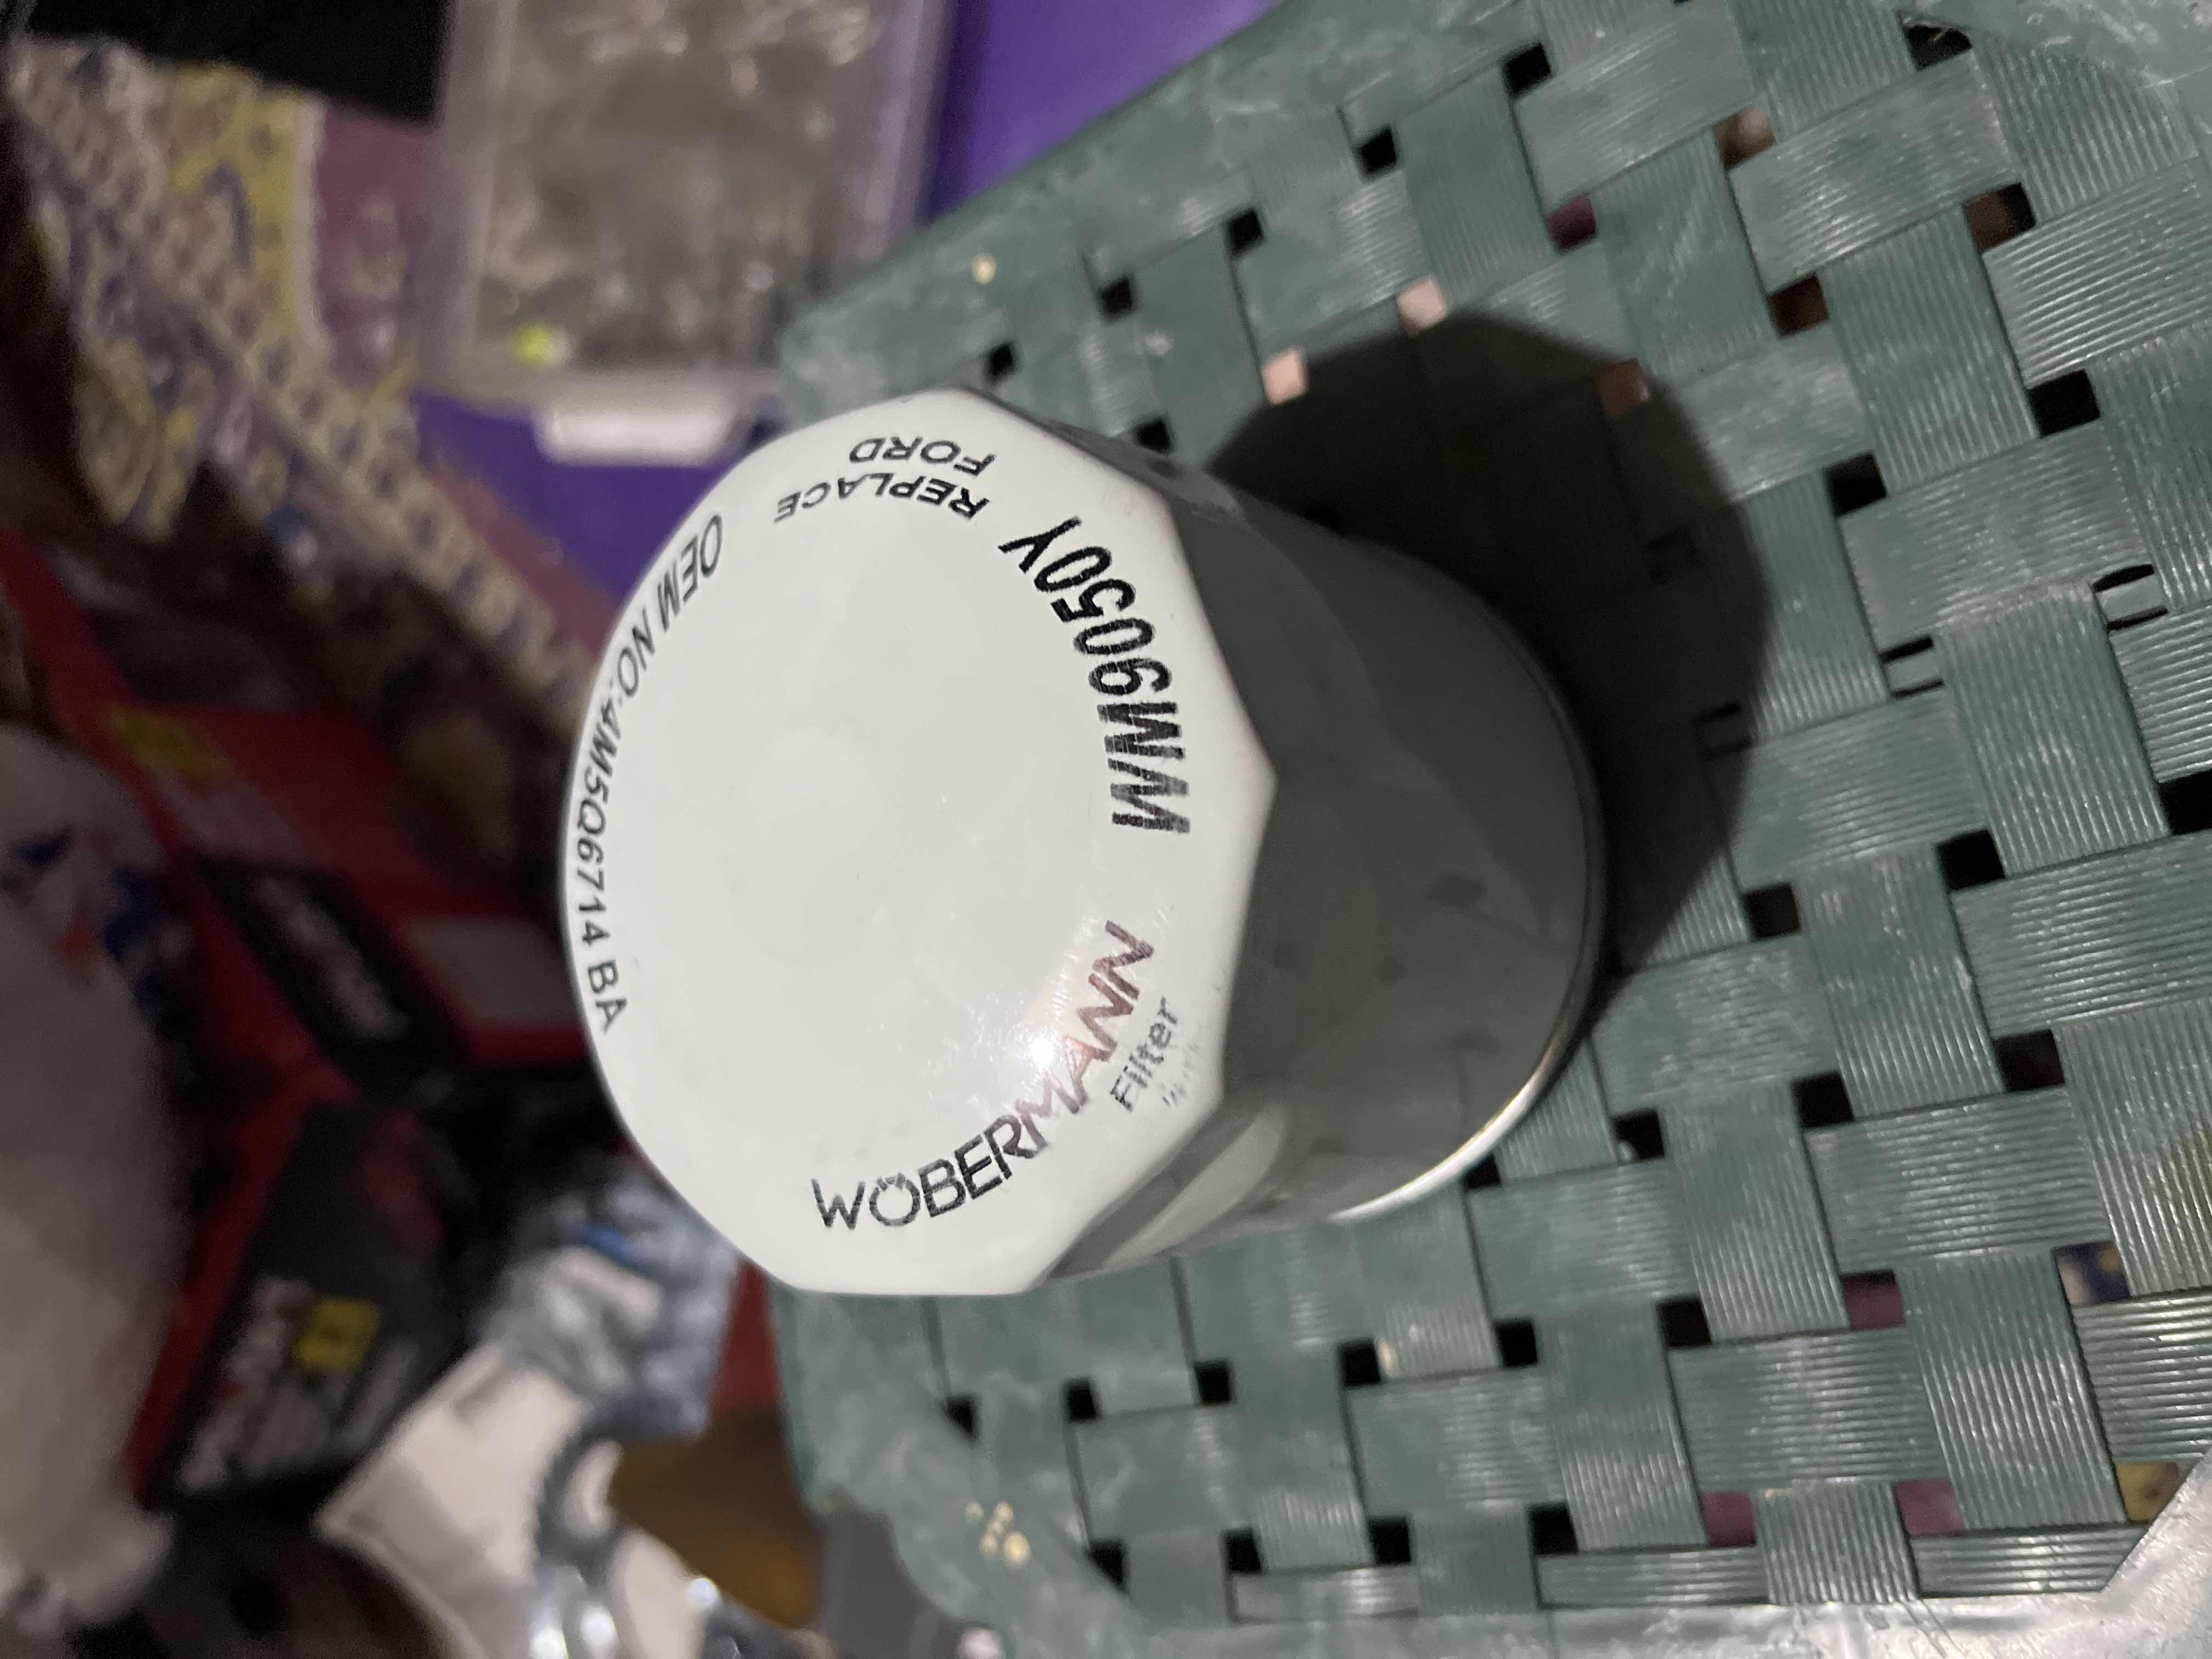 WÖBERMANN
Filter
WM9050Y
REPLACE
FORD
OEM NO:4M5Q6714 BA